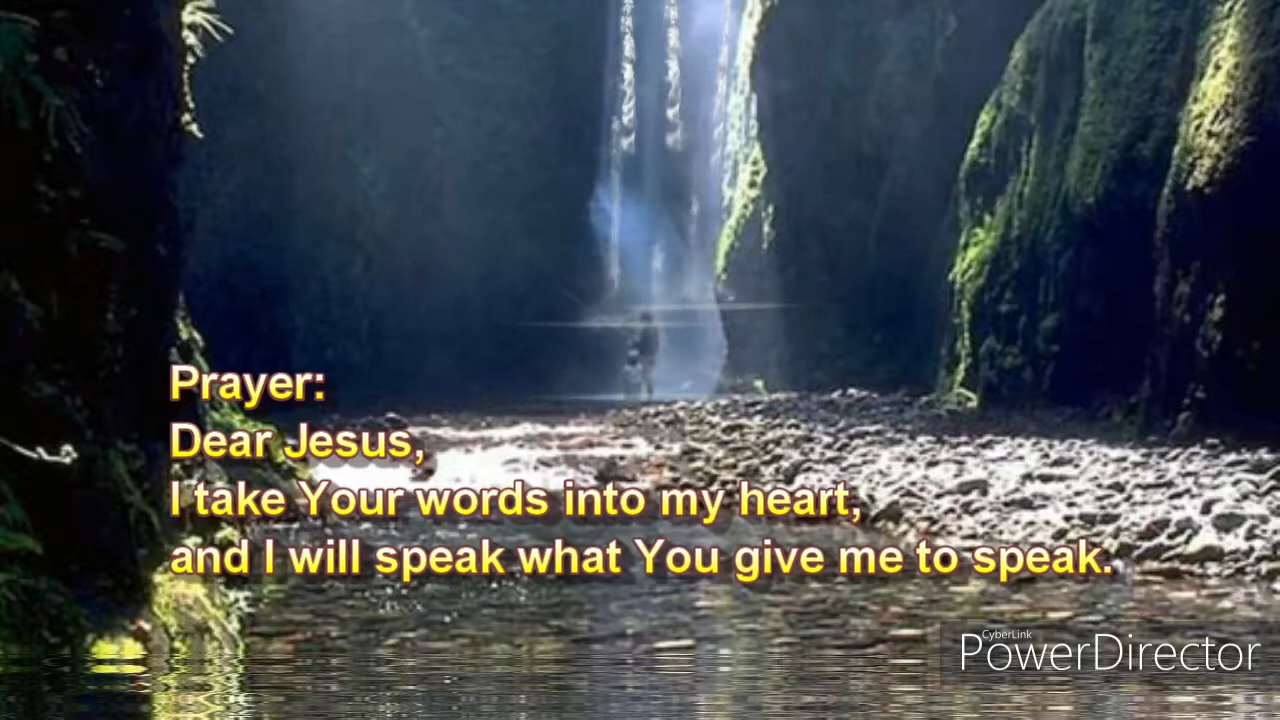 Prayer:
Dear Jesus,
I take Your words into my heart,
and I will speak what You give me to speak.
CyberLink
PowerDirector